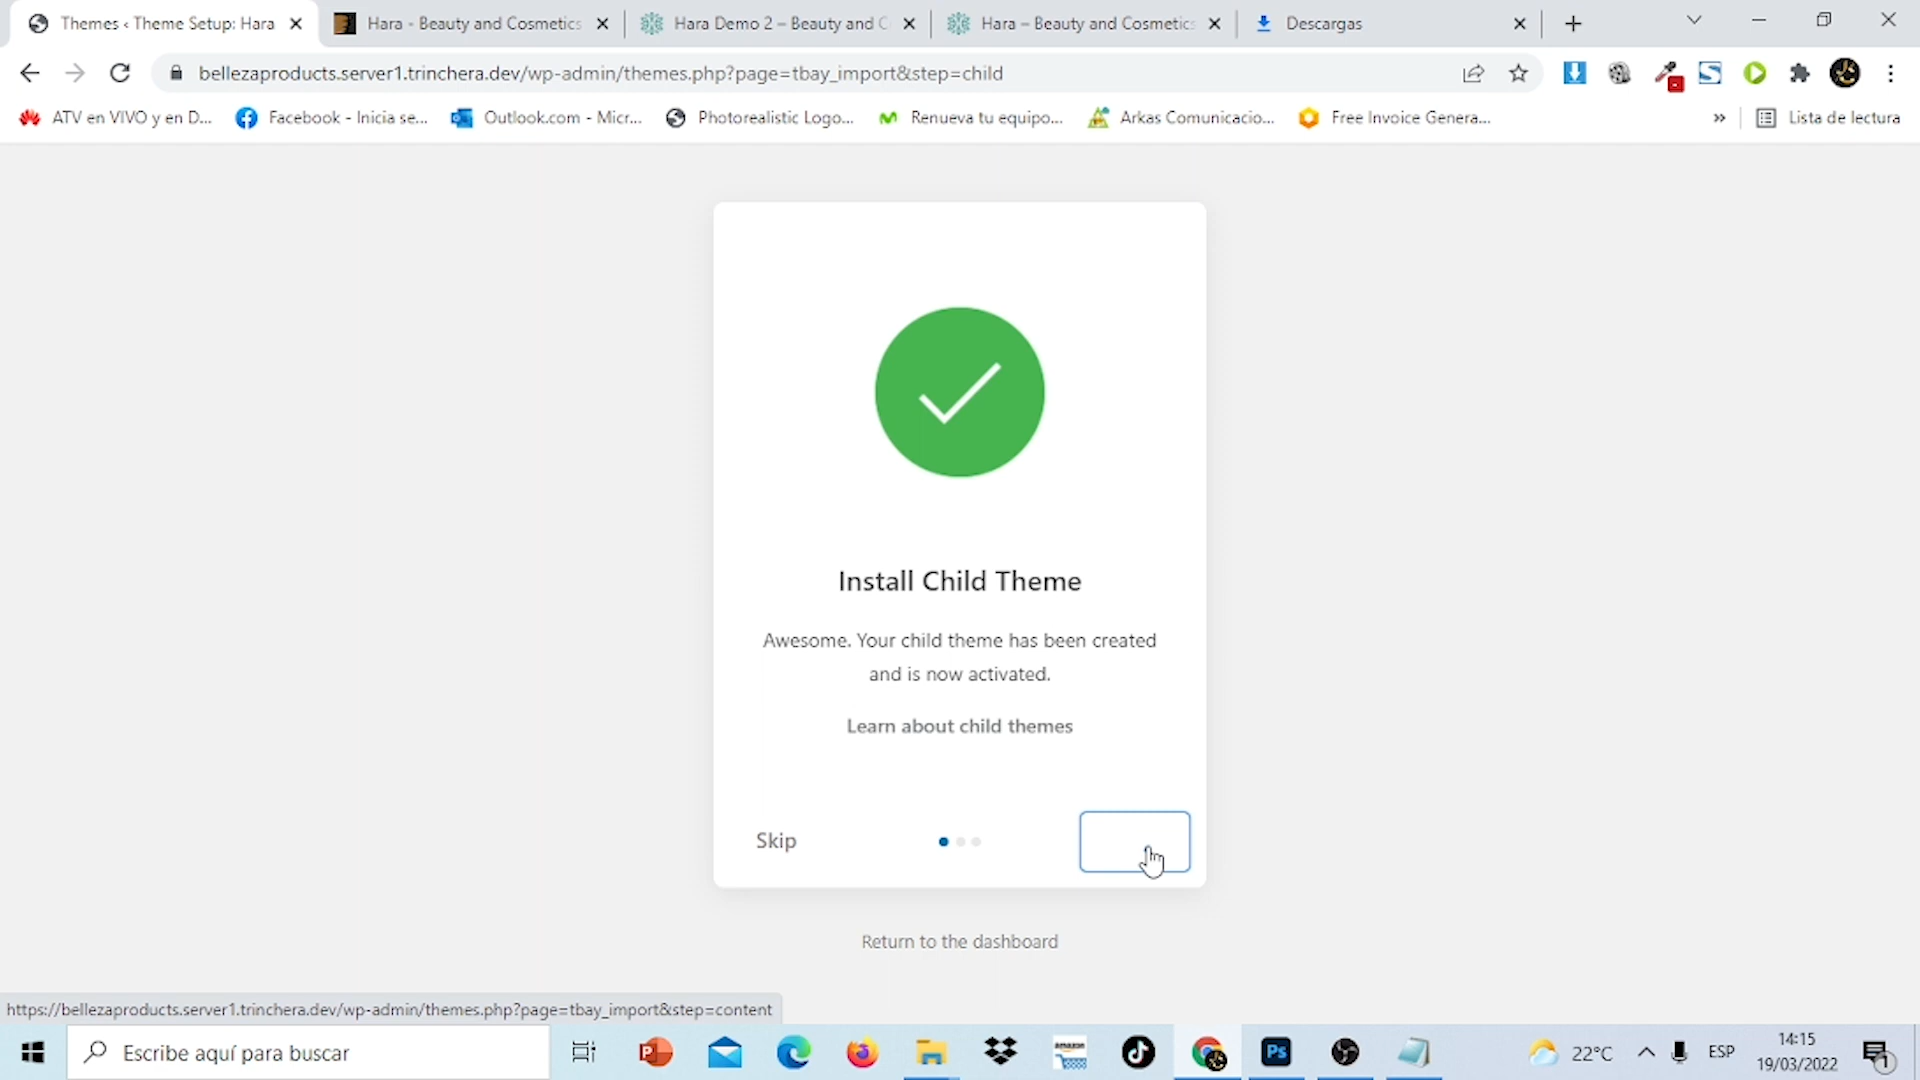 Themes ‹ Theme Setup: Hara
Hara - Beauty and Cosmetics
Hara Demo 2 – Beauty and C
Hara – Beauty and Cosmetics
Descargas
bellezaproducts.server1.trinchera.dev/wp-admin/themes.php?page=tbay_import&step=child
ATV en VIVO y en D...
Facebook - Inicia se...
Outlook.com - Micr...
Photorealistic Logo...
Renueva tu equipo...
Arkas Comunicacio...
Free Invoice Genera...
»
Lista de lectura
Install Child Theme
Awesome. Your child theme has been created
and is now activated.
Learn about child themes
Skip
Return to the dashboard
https://bellezaproducts.server1.trinchera.dev/wp-admin/themes.php?page=tbay_import&step=content
Escribe aquí para buscar
amazon
Ps
22°C
ESP
14:15
19/03/2022
1